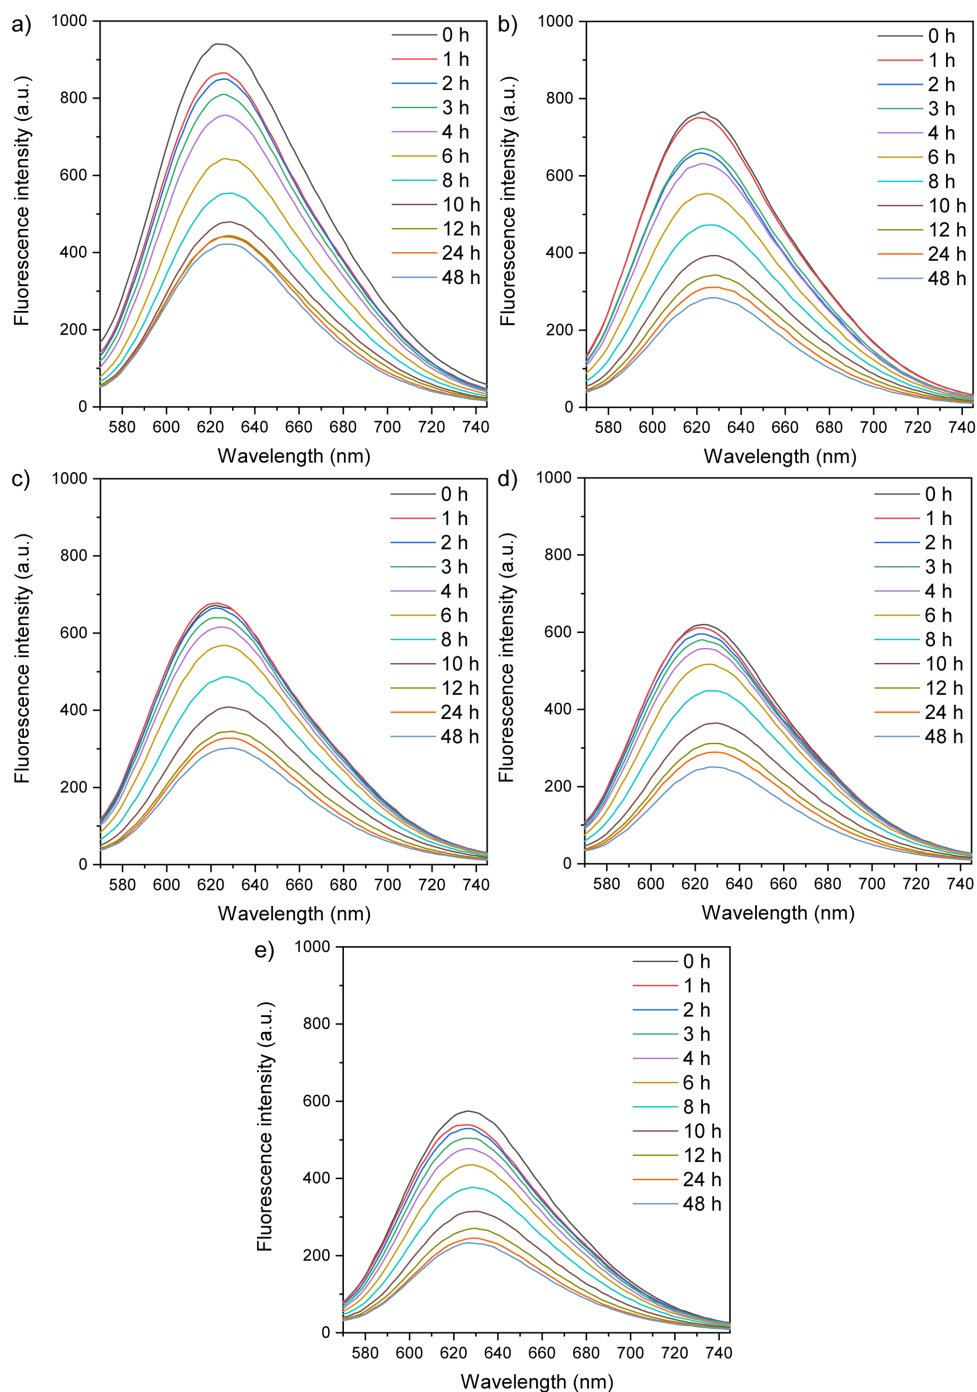 a)
Fluorescence intensity (a.u.)
1000
800
600
400
200
0
580 600 620 640 660 680 700 720 740
Wavelength (nm)
0 h
1 h
2 h
3 h
4 h
6 h
8 h
10 h
12 h
24 h
48 h
b)
Fluorescence intensity (a.u.)
1000
800
600
400
200
0
580 600 620 640 660 680 700 720 740
Wavelength (nm)
0 h
1 h
2 h
3 h
4 h
6 h
8 h
10 h
12 h
24 h
48 h
c)
Fluorescence intensity (a.u.)
1000
800
600
400
200
0
580 600 620 640 660 680 700 720 740
Wavelength (nm)
0 h
1 h
2 h
3 h
4 h
6 h
8 h
10 h
12 h
24 h
48 h
d)
Fluorescence intensity (a.u.)
1000
800
600
400
200
0
580 600 620 640 660 680 700 720 740
Wavelength (nm)
0 h
1 h
2 h
3 h
4 h
6 h
8 h
10 h
12 h
24 h
48 h
e)
Fluorescence intensity (a.u.)
1000
800
600
400
200
0
580 600 620 640 660 680 700 720 740
Wavelength (nm)
0 h
1 h
2 h
3 h
4 h
6 h
8 h
10 h
12 h
24 h
48 h